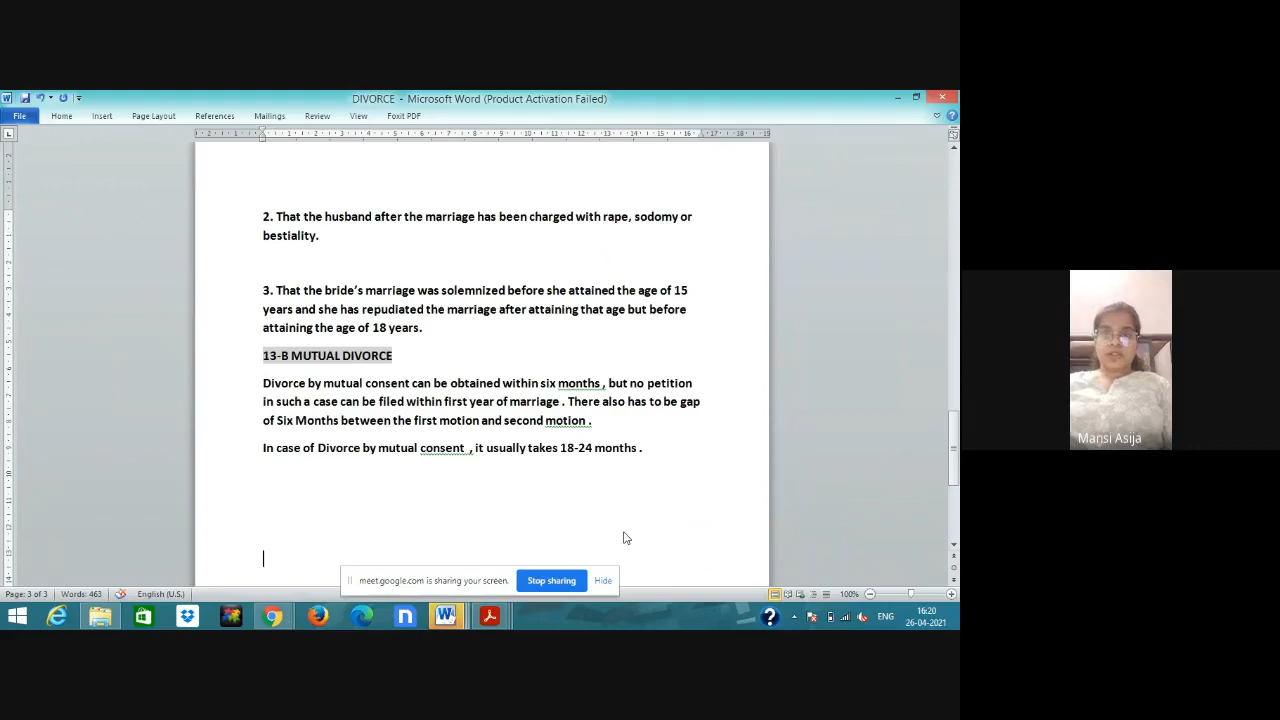 DIVORCE - Microsoft Word (Product Activation Failed)
File Home Insert Page Layout References Mailings Review View Foxit PDF
2. That the husband after the marriage has been charged with rape, sodomy or
bestiality.
3. That the bride's marriage was solemnized before she attained the age of 15
years and she has repudiated the marriage after attaining that age but before
attaining the age of 18 years.
13-B MUTUAL DIVORCE
Divorce by mutual consent can be obtained within six months , but no petition
in such a case can be filed within first year of marriage . There also has to be gap
of Six Months between the first motion and second motion .
In case of Divorce by mutual consent , it usually takes 18-24 months .
Mansi Asija
meet.google.com is sharing your screen. Stop sharing Hide
Page: 3 of 3 Words: 463 English (U.S.) 100%
ENG 16:20
26-04-2021